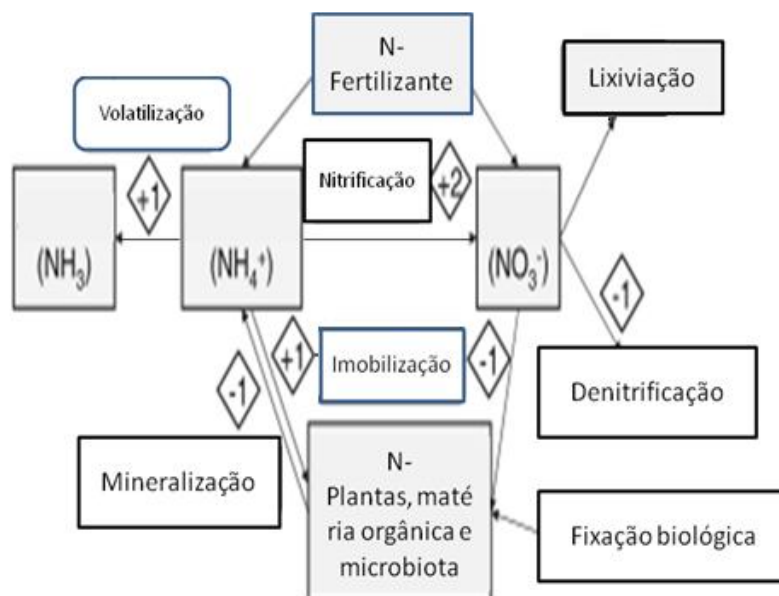 N-
Fertilizante
Lixiviação
Volatilização
Nitrificação
+1
+2
(NH₃)
(NH₄⁺)
(NO₃⁻)
-1
+1
Imobilização
-1
-1
Denitrificação
Mineralização
N-
Plantas, maté
ria orgânica e
microbiota
Fixação biológica